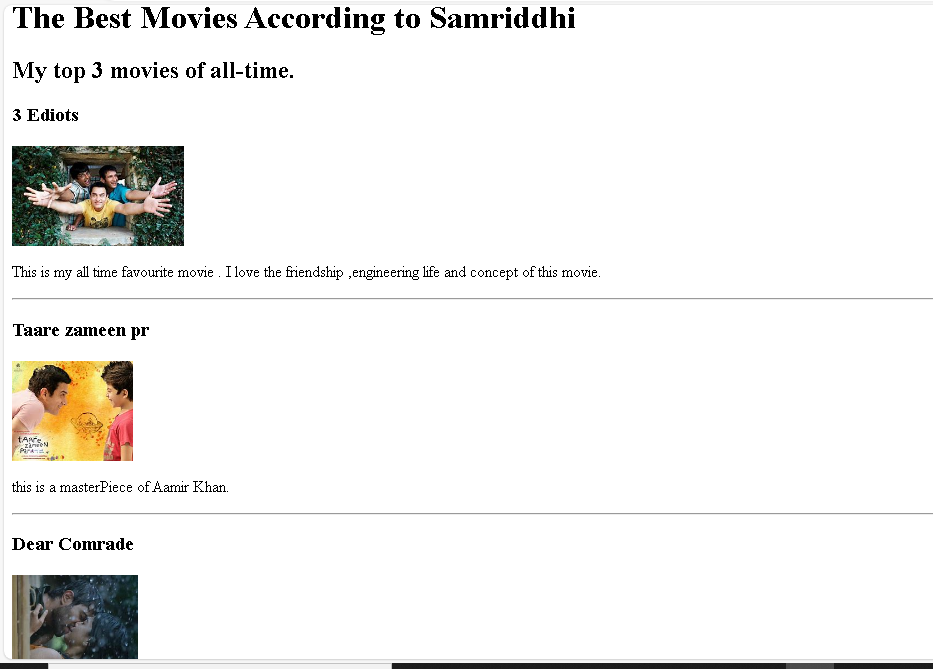 The Best Movies According to Samriddhi
My top 3 movies of all-time.
3 Ediots
This is my all time favourite movie . I love the friendship ,engineering life and concept of this movie.
Taare zameen pr
taare
zameen
this is a masterPiece of Aamir Khan.
Dear Comrade